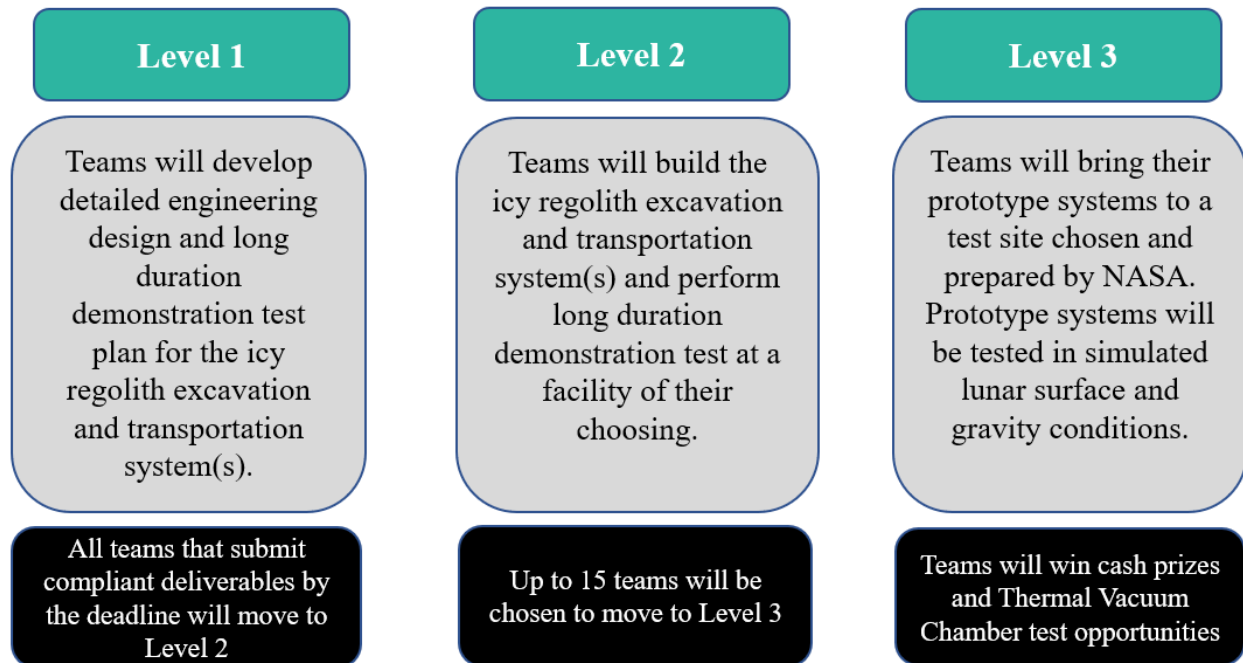 Level 1
Teams will develop
detailed engineering
design and long
duration
demonstration test
plan for the icy
regolith excavation
and transportation
system(s).
All teams that submit
compliant deliverables by
the deadline will move to
Level 2
Level 2
Teams will build the
icy regolith excavation
and transportation
system(s) and perform
long duration
demonstration test at a
facility of their
choosing.
Up to 15 teams will be
chosen to move to Level 3
Level 3
Teams will bring their
prototype systems to a
test site chosen and
prepared by NASA.
Prototype systems will
be tested in simulated
lunar surface and
gravity conditions.
Teams will win cash prizes
and Thermal Vacuum
Chamber test opportunities